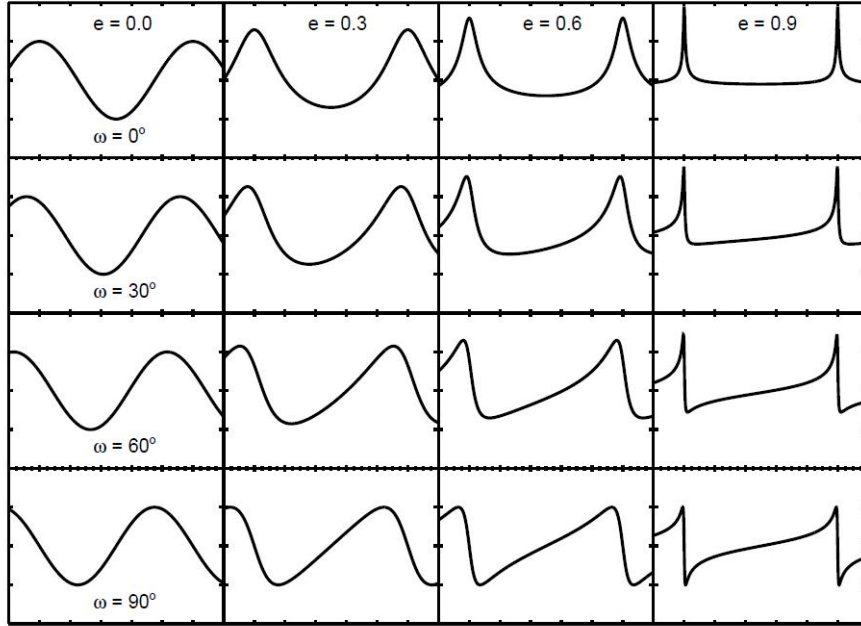 e = 0.0
e = 0.3
e = 0.6
e = 0.9
ω = 0°
ω = 30°
ω = 60°
ω = 90°